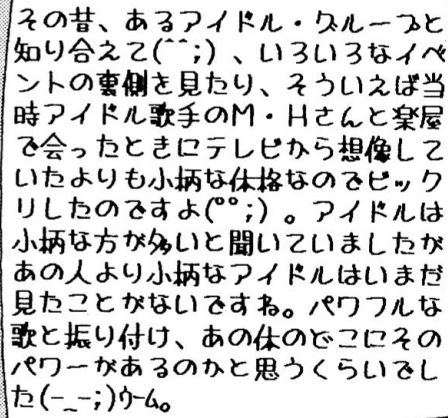 その昔、あるアイドル・グループと
知り合えて(^^;)、いろいろなイベ
ントの裏側を見たり、そういえば当
時アイドル歌手のM・Hさんと楽屋
で会ったときにテレビから想像して
いたよりも小柄な体格なのでビック
リしたのですよ(°°;)。アイドルは
小柄な方が多いと聞いていましたが
あの人より小柄なアイドルはいまだ
見たことがないですね。パワフルな
歌と振り付け、あの体のどこにその
パワーがあるのかと思うくらいでし
た(-_-;)ウーム。